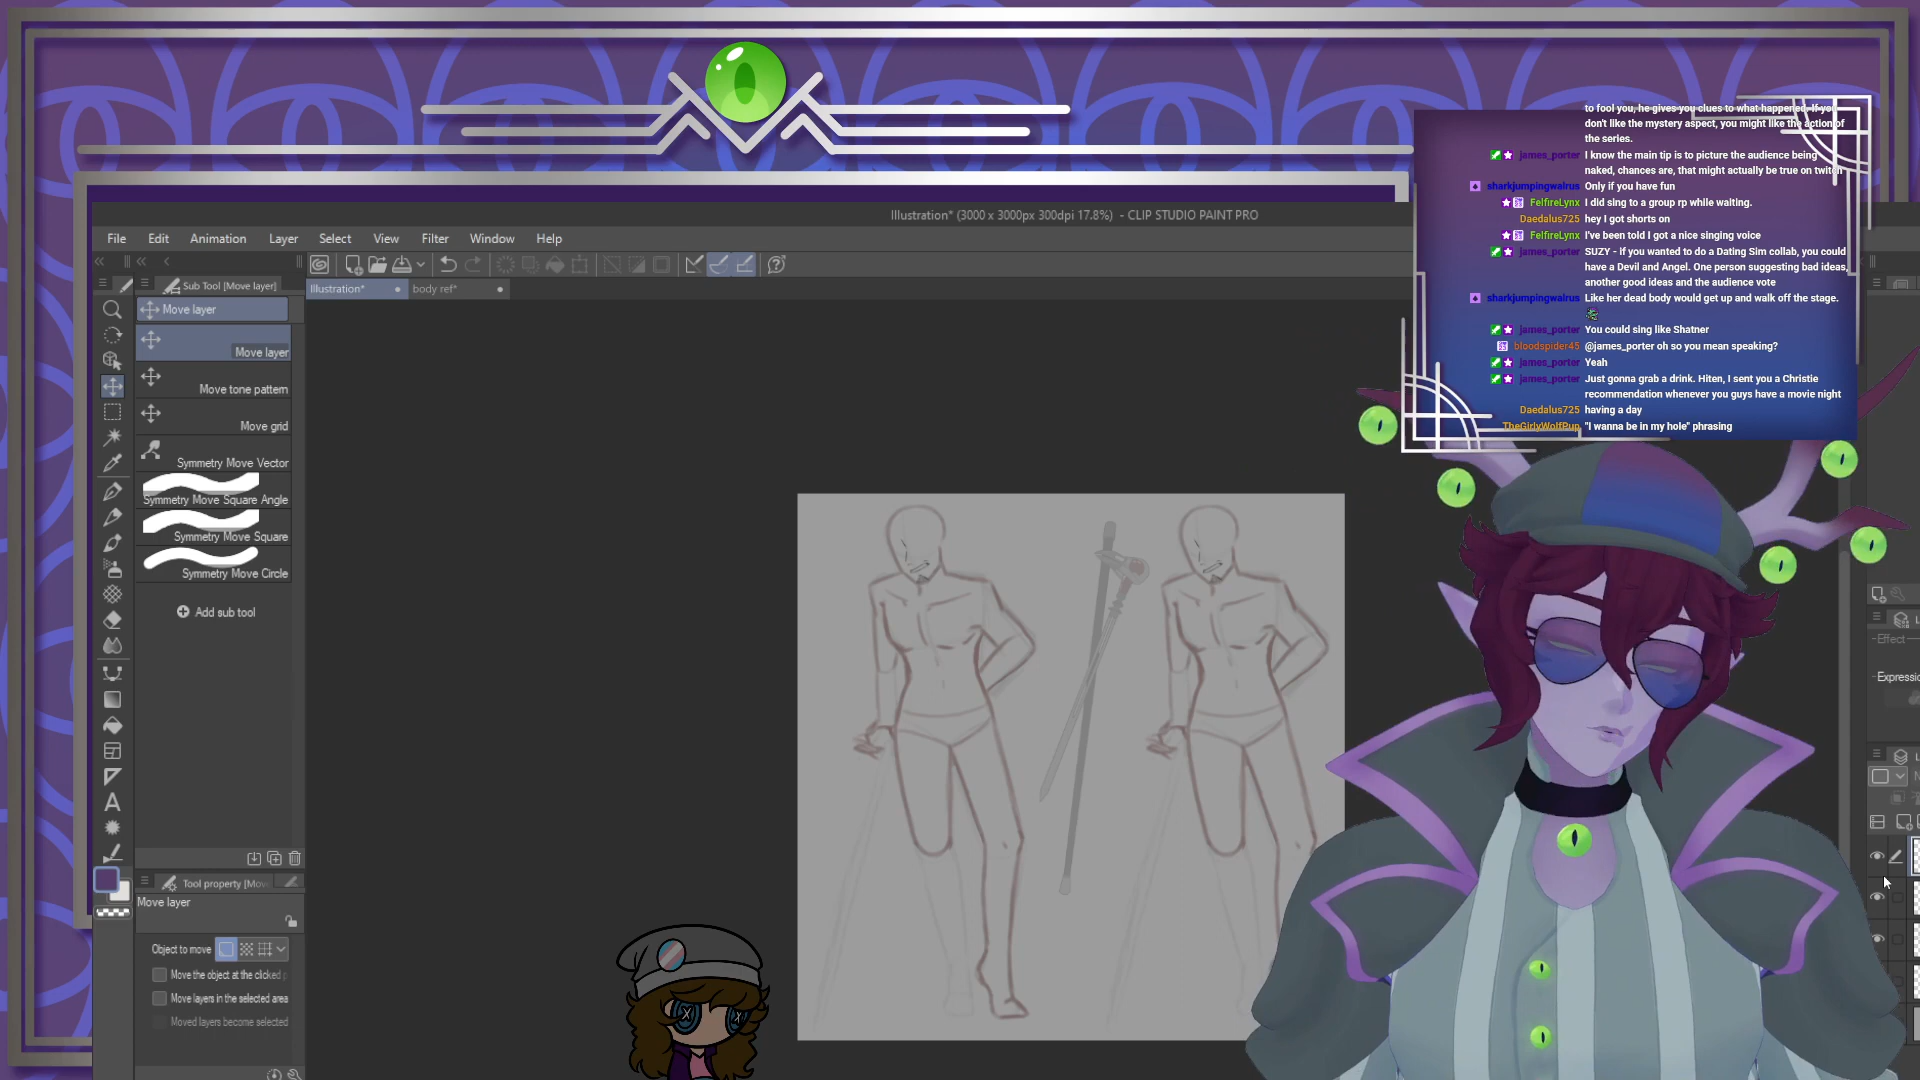 to fool you, he gives you clues to what happened. If you
don't like the mystery aspect, you might like the action of
the series.
james_porter I know the main tip is to picture the audience being
naked, chances are, that might actually be true on twitch
sharkjumpingwalrus Only if you have fun
FelfireLynx I did sing to a group rp while waiting.
Daedalus725 hey I got shorts on
FelfireLynx I've been told I got a nice singing voice
james_porter SUZY - if you wanted to do a Dating Sim collab, you could
have a Devil and Angel. One person suggesting bad ideas,
another good ideas and the audience vote
sharkjumpingwalrus Like her dead body would get up and walk off the stage.
james_porter You could sing like Shatner
bloodspider45 @james_porter oh so you mean speaking?
james_porter Yeah
james_porter Just gonna grab a drink. Hiten, I sent you a Christie
recommendation whenever you guys have a movie night
Daedalus725 having a day
TheGirlyWolfPup "I wanna be in my hole" phrasing
Illustration* (3000 x 3000px 300dpi 17.8%) - CLIP STUDIO PAINT PRO
File Edit Animation Layer Select View Filter Window Help
Sub Tool [Move layer]
Illustration* body ref*
Move layer
Move layer
Move tone pattern
Move grid
Symmetry Move Vector
Symmetry Move Square Angle
Symmetry Move Square
Symmetry Move Circle
Add sub tool
Tool property [Mov
Move layer
Object to move
Move the object at the clicked p
Move layers in the selected area
Moved layers become selected
Effect
Expressio